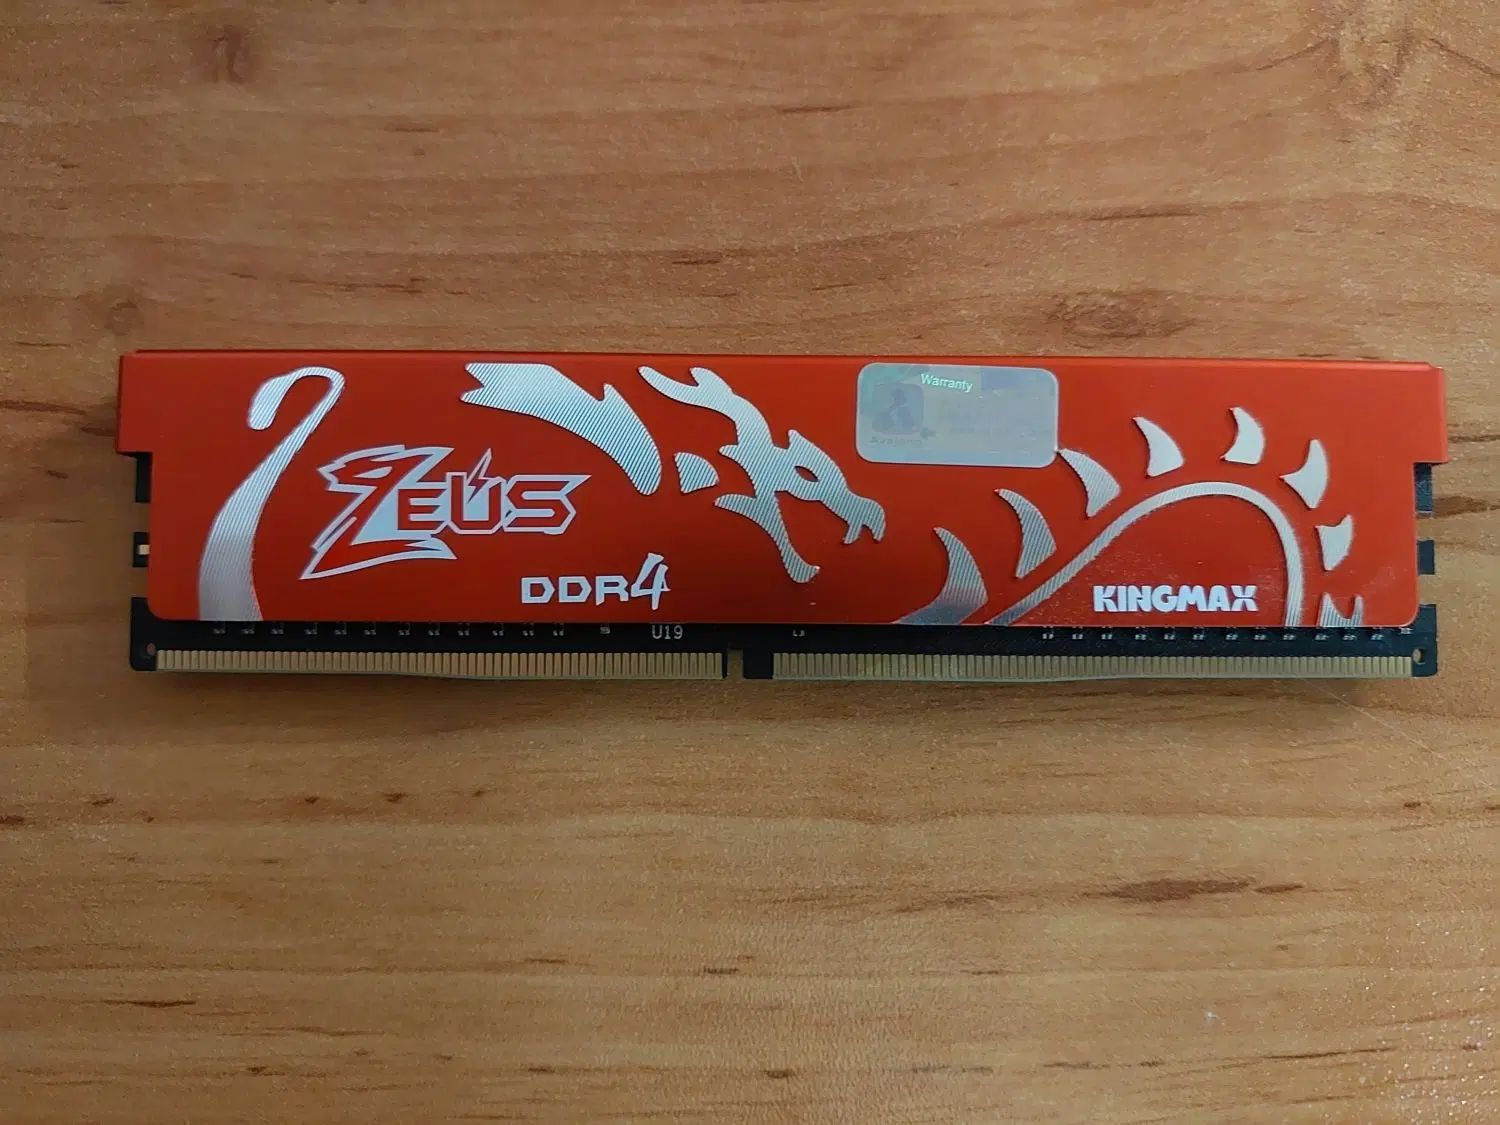 Warranty
ZEUS
DDR4
KINGMAX
U19